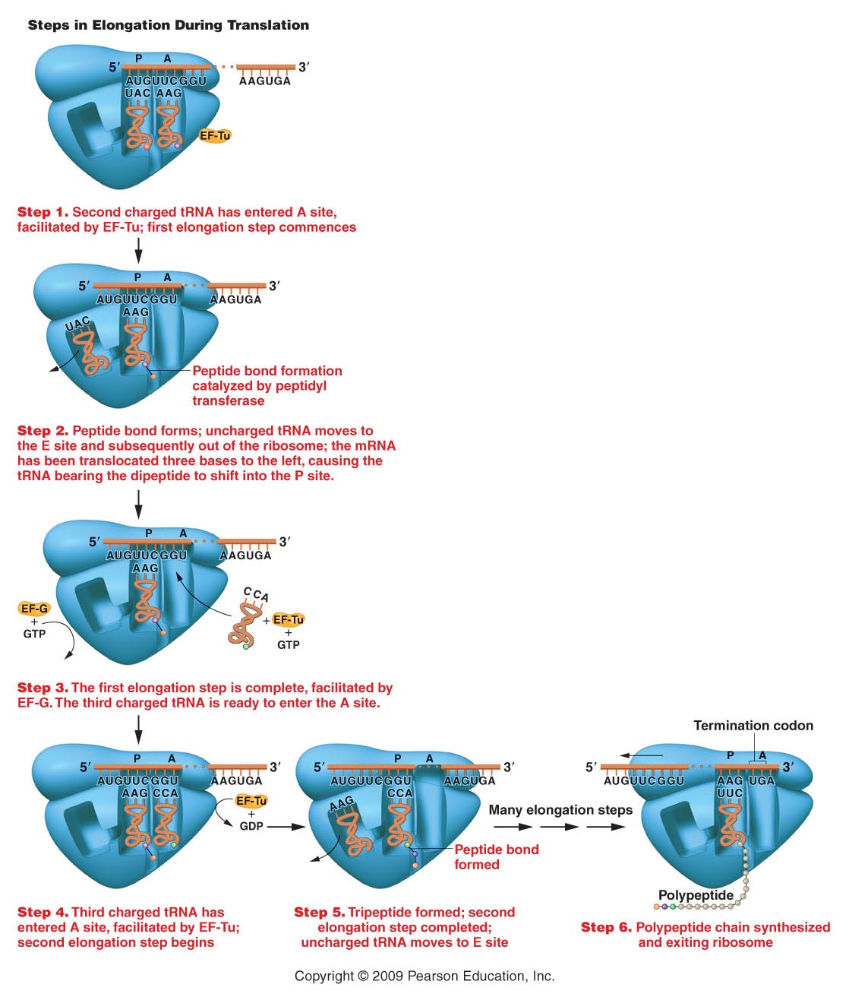 Steps in Elongation During Translation
P A
5′ 3′
AUGUUCGGU AAGUGA
UAC AAG
EF-Tu
Step 1. Second charged tRNA has entered A site,
facilitated by EF-Tu; first elongation step commences
P A
5′ 3′
AUGUUCGGU AAGUGA
AAG
UAC
Peptide bond formation
catalyzed by peptidyl
transferase
Step 2. Peptide bond forms; uncharged tRNA moves to
the E site and subsequently out of the ribosome; the mRNA
has been translocated three bases to the left, causing the
tRNA bearing the dipeptide to shift into the P site.
P A
5′ 3′
AUGUUCGGU AAGUGA
AAG
CCA
EF-G
+
GTP
+ EF-Tu
+
GTP
Step 3. The first elongation step is complete, facilitated by
EF-G. The third charged tRNA is ready to enter the A site.
P A
5′ 3′
AUGUUCGGU AAGUGA
AAG CCA
EF-Tu
+
GDP
Step 4. Third charged tRNA has
entered A site, facilitated by EF-Tu;
second elongation step begins
P A
5′ 3′
AUGUUCGGU AAGUGA
CCA
AAG
Peptide bond
formed
Step 5. Tripeptide formed; second
elongation step completed;
uncharged tRNA moves to E site
Many elongation steps
Termination codon
P A
5′ 3′
AUGUUCGGU AAG UGA
UUC
Polypeptide
Step 6. Polypeptide chain synthesized
and exiting ribosome
Copyright © 2009 Pearson Education, Inc.